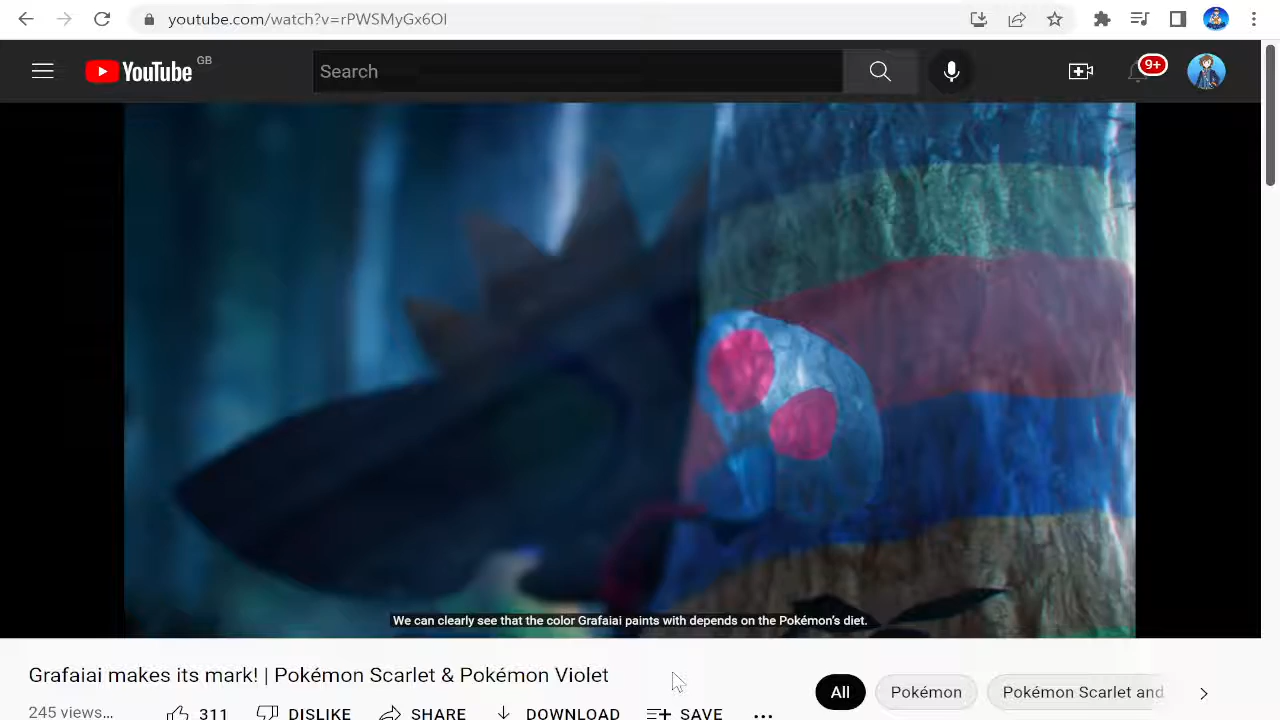 youtube.com/watch?v=rPWSMyGx6OI
YouTube GB
Search
9+
We can clearly see that the color Grafaiai paints with depends on the Pokémon's diet.
Grafaiai makes its mark! | Pokémon Scarlet & Pokémon Violet
All
Pokémon
Pokémon Scarlet and
245 views...
311
DISLIKE
SHARE
DOWNLOAD
SAVE
...